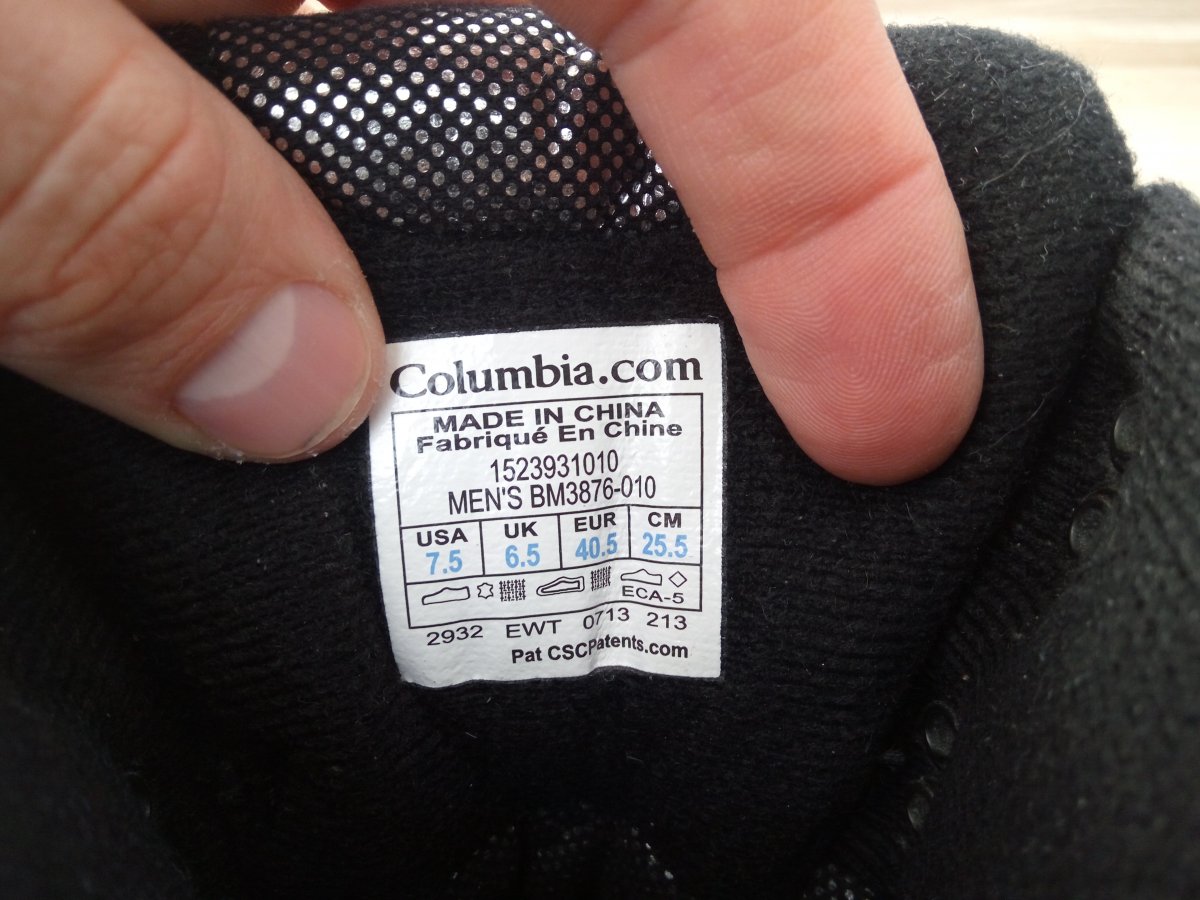 Columbia.com
MADE IN CHINA
Fabriqué En Chine
1523931010
MEN'S BM3876-010
USA UK EUR CM
7.5 6.5 40.5 25.5
ECA-5
2932 EWT 0713 213
Pat CSCPatents.com